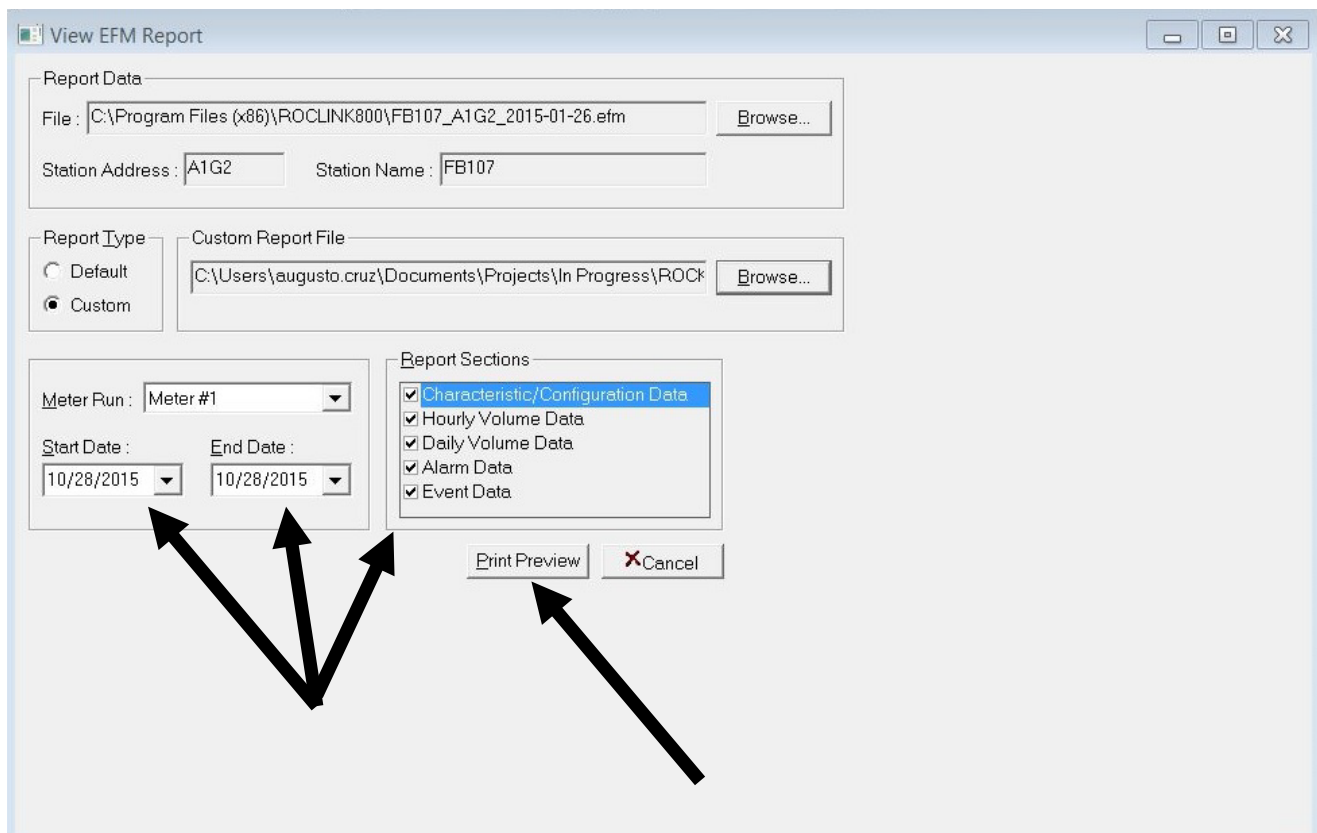 View EFM Report
Report Data
File : C:\Program Files (x86)\ROCLINK800\FB107_A1G2_2015-01-26.efm Browse...
Station Address : A1G2 Station Name : FB107
Report Type Custom Report File
Default
C:\Users\augusto.cruz\Documents\Projects\In Progress\ROCK Browse...
Custom
Report Sections
Meter Run : Meter #1
Characteristic/Configuration Data
Hourly Volume Data
Start Date : End Date :
Daily Volume Data
10/28/2015 10/28/2015
Alarm Data
Event Data
Print Preview Cancel